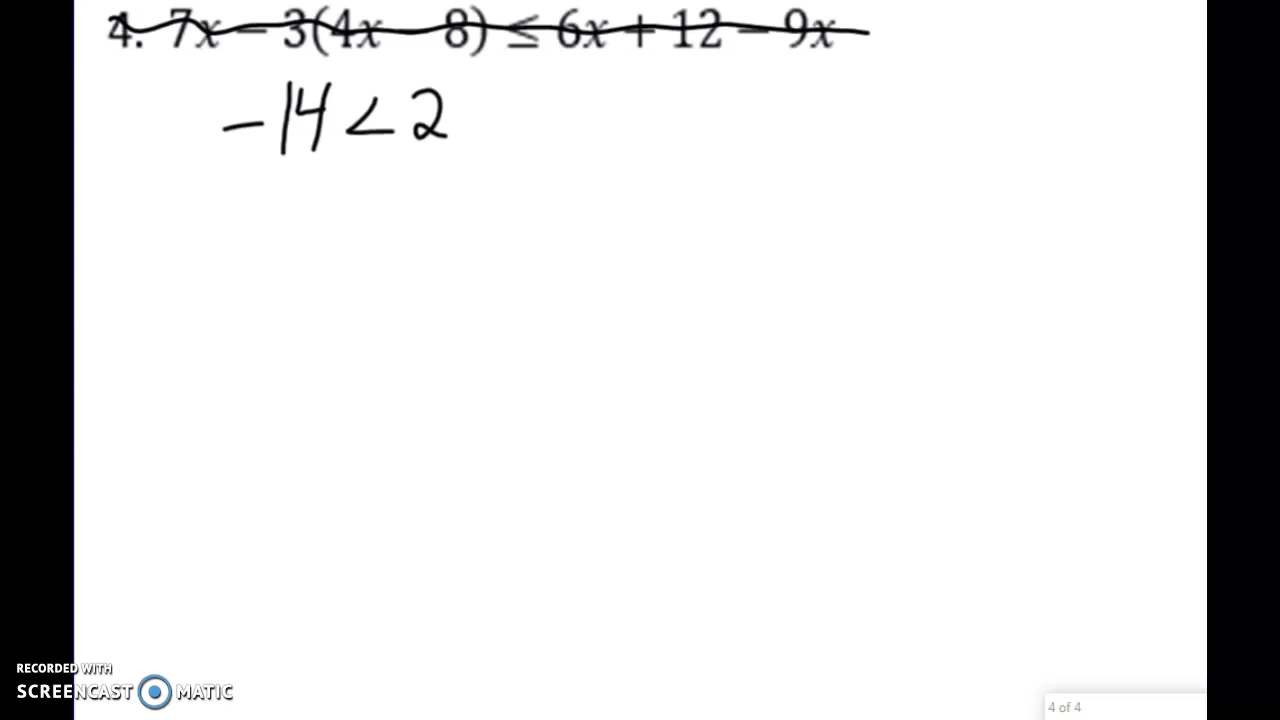 4. 7x − 3(4x − 8) ≤ 6x + 12 − 9x
−14 < 2
RECORDED WITH
SCREENCAST MATIC
4 of 4